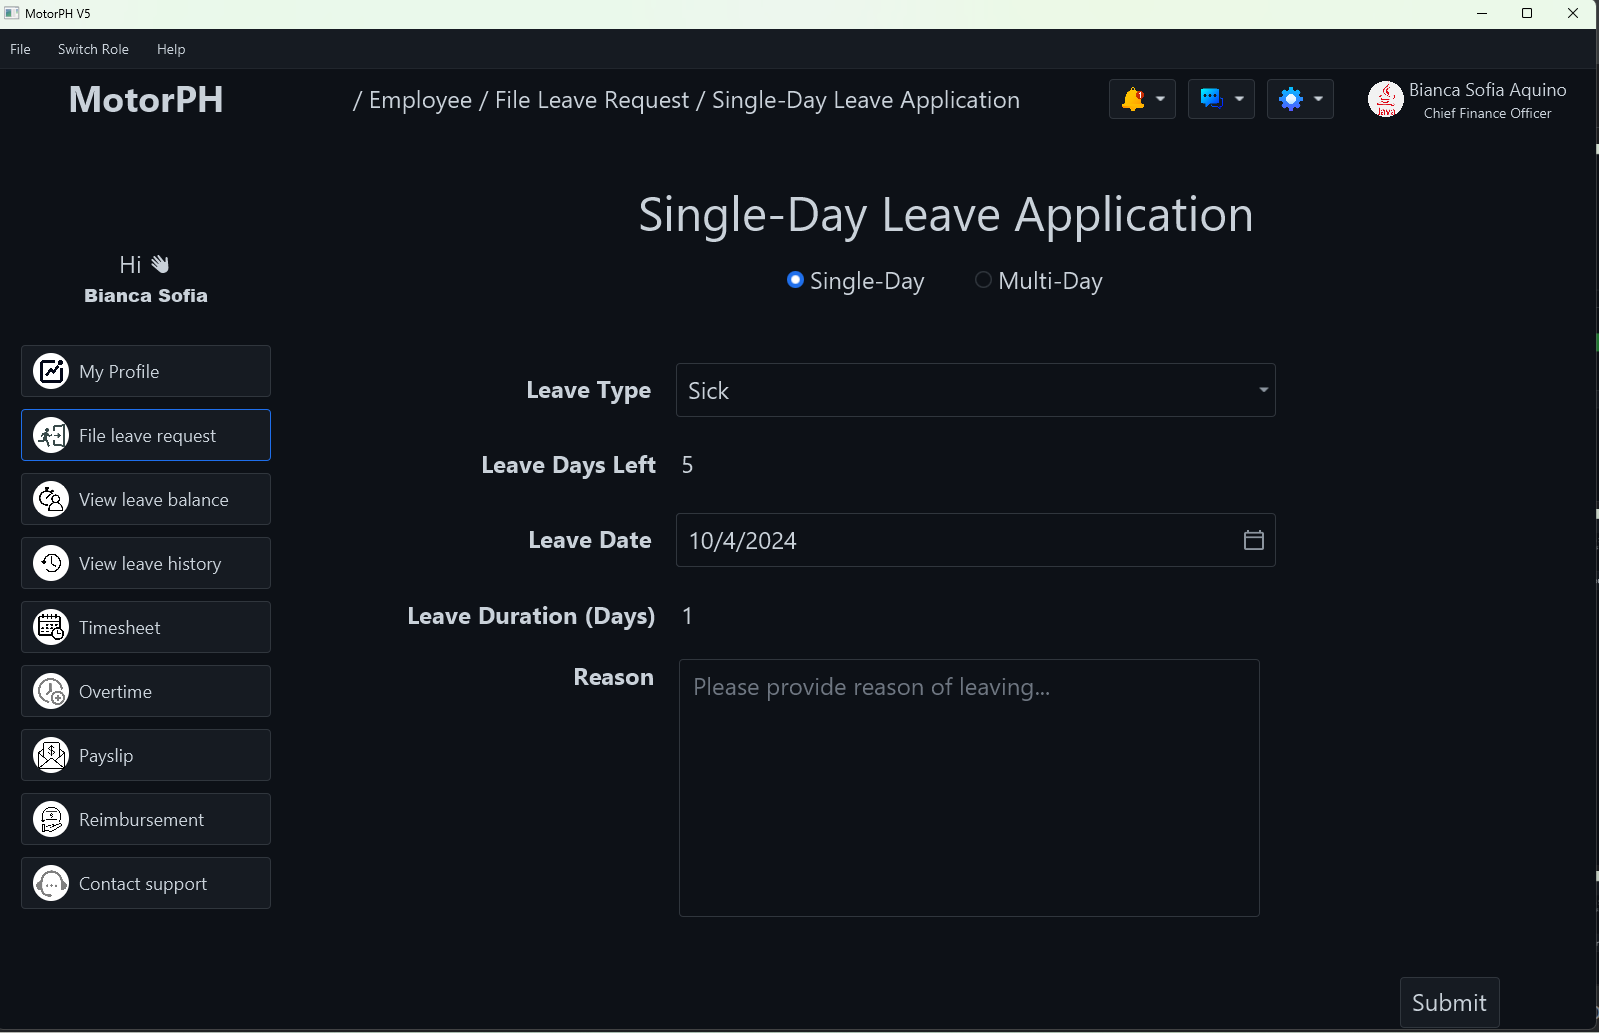 MotorPH V5
File Switch Role Help
MotorPH
/ Employee / File Leave Request / Single-Day Leave Application
Bianca Sofia Aquino
Chief Finance Officer
Hi
Bianca Sofia
My Profile
File leave request
View leave balance
View leave history
Timesheet
Overtime
Payslip
Reimbursement
Contact support
Single-Day Leave Application
Single-Day Multi-Day
Leave Type Sick
Leave Days Left 5
Leave Date 10/4/2024
Leave Duration (Days) 1
Reason Please provide reason of leaving...
Submit